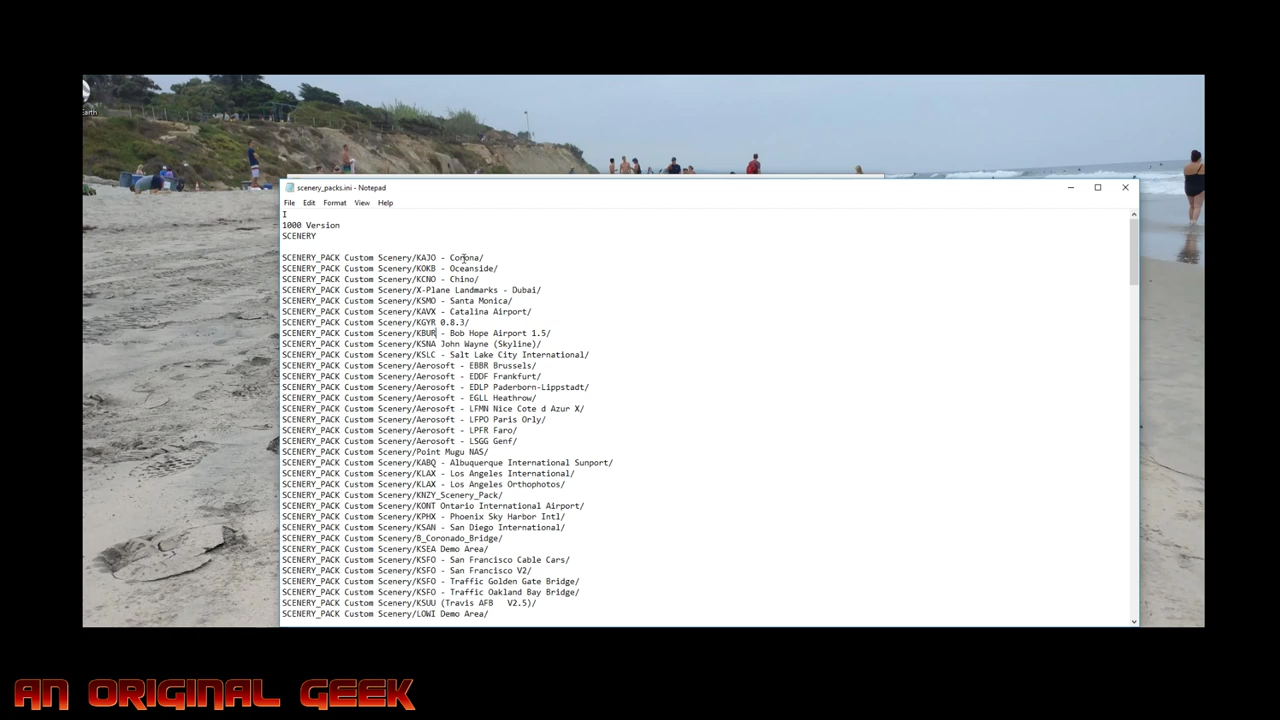 Earth
scenery_packs.ini - Notepad
File Edit Format View Help
I
1000 Version
SCENERY
SCENERY_PACK Custom Scenery/KAJO - Corona/
SCENERY_PACK Custom Scenery/KOKB - Oceanside/
SCENERY_PACK Custom Scenery/KCNO - Chino/
SCENERY_PACK Custom Scenery/X-Plane Landmarks - Dubai/
SCENERY_PACK Custom Scenery/KSMO - Santa Monica/
SCENERY_PACK Custom Scenery/KAVX - Catalina Airport/
SCENERY_PACK Custom Scenery/KGYR 0.8.3/
SCENERY_PACK Custom Scenery/KBUR - Bob Hope Airport 1.5/
SCENERY_PACK Custom Scenery/KSNA John Wayne (Skyline)/
SCENERY_PACK Custom Scenery/KSLC - Salt Lake City International/
SCENERY_PACK Custom Scenery/Aerosoft - EBBR Brussels/
SCENERY_PACK Custom Scenery/Aerosoft - EDDF Frankfurt/
SCENERY_PACK Custom Scenery/Aerosoft - EDLP Paderborn-Lippstadt/
SCENERY_PACK Custom Scenery/Aerosoft - EGLL Heathrow/
SCENERY_PACK Custom Scenery/Aerosoft - LFMN Nice Cote d Azur X/
SCENERY_PACK Custom Scenery/Aerosoft - LFPO Paris Orly/
SCENERY_PACK Custom Scenery/Aerosoft - LPFR Faro/
SCENERY_PACK Custom Scenery/Aerosoft - LSGG Genf/
SCENERY_PACK Custom Scenery/Point Mugu NAS/
SCENERY_PACK Custom Scenery/KABQ - Albuquerque International Sunport/
SCENERY_PACK Custom Scenery/KLAX - Los Angeles International/
SCENERY_PACK Custom Scenery/KLAX - Los Angeles Orthophotos/
SCENERY_PACK Custom Scenery/KNZY_Scenery_Pack/
SCENERY_PACK Custom Scenery/KONT Ontario International Airport/
SCENERY_PACK Custom Scenery/KPHX - Phoenix Sky Harbor Intl/
SCENERY_PACK Custom Scenery/KSAN - San Diego International/
SCENERY_PACK Custom Scenery/B_Coronado_Bridge/
SCENERY_PACK Custom Scenery/KSEA Demo Area/
SCENERY_PACK Custom Scenery/KSFO - San Francisco Cable Cars/
SCENERY_PACK Custom Scenery/KSFO - San Francisco V2/
SCENERY_PACK Custom Scenery/KSFO - Traffic Golden Gate Bridge/
SCENERY_PACK Custom Scenery/KSFO - Traffic Oakland Bay Bridge/
SCENERY_PACK Custom Scenery/KSUU (Travis AFB   V2.5)/
SCENERY_PACK Custom Scenery/LOWI Demo Area/
AN ORIGINAL GEEK